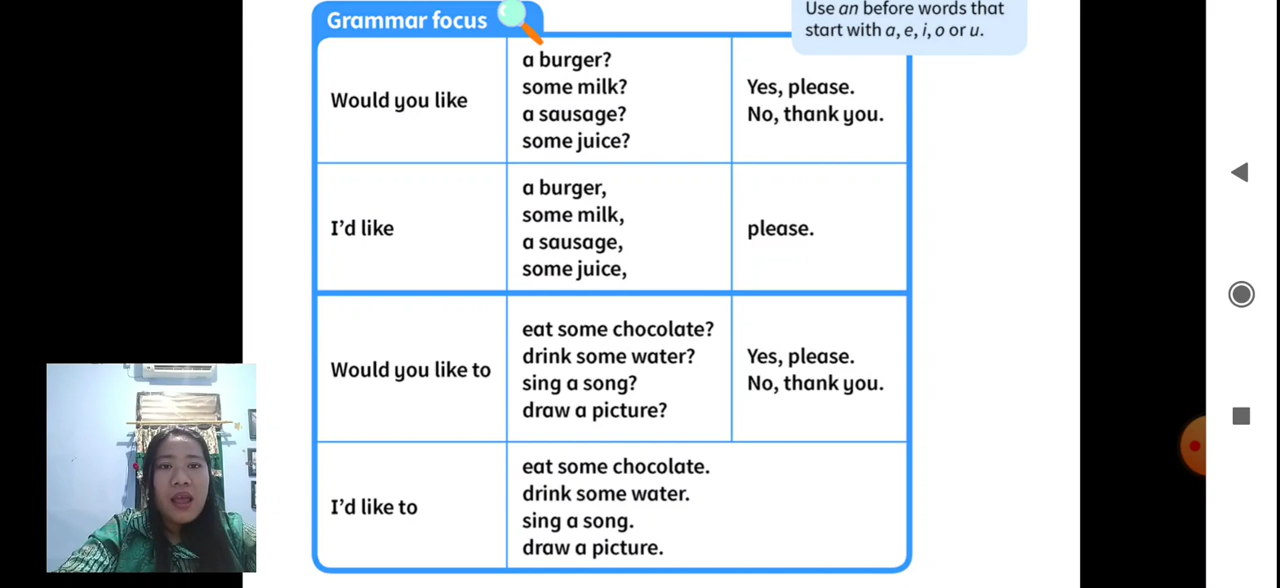 Grammar focus
Use an before words that
start with a, e, i, o or u.
Would you like
a burger?
some milk?
a sausage?
some juice?
Yes, please.
No, thank you.
I'd like
a burger,
some milk,
a sausage,
some juice,
please.
Would you like to
eat some chocolate?
drink some water?
sing a song?
draw a picture?
Yes, please.
No, thank you.
I'd like to
eat some chocolate.
drink some water.
sing a song.
draw a picture.